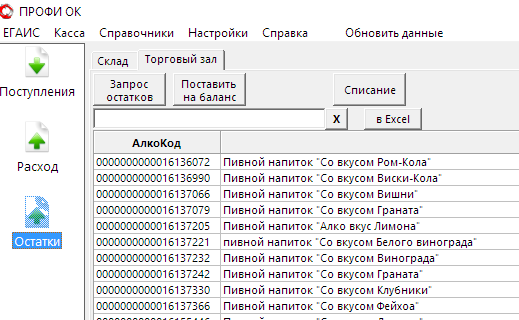 ПРОФИ ОК
ЕГАИС Касса Справочники Настройки Справка Обновить данные
Поступления
Расход
Остатки
Склад Торговый зал
Запрос остатков Поставить на баланс Списание
X в Excel
АлкоКод
0000000000016136072 Пивной напиток "Со вкусом Ром-Кола"
0000000000016136990 Пивной напиток "Со вкусом Виски-Кола"
0000000000016137066 Пивной напиток "Со вкусом Вишни"
0000000000016137079 Пивной напиток "Со вкусом Граната"
0000000000016137205 Пивной напиток "Алко вкус Лимона"
0000000000016137221 пивной напиток "Со вкусом Белого винограда"
0000000000016137232 Пивной напиток "Со вкусом Винограда"
0000000000016137242 Пивной напиток "Со вкусом Граната"
0000000000016137330 Пивной напиток "Со вкусом Клубники"
0000000000016137366 Пивной напиток "Со вкусом Фейхоа"